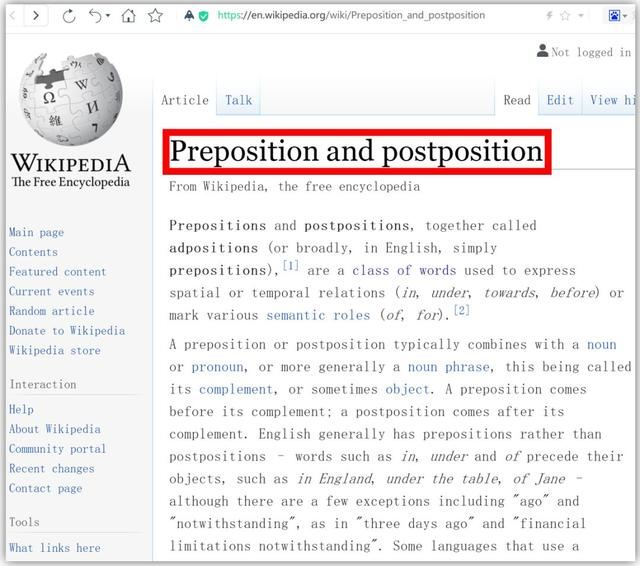 https://en.wikipedia.org/wiki/Preposition_and_postposition
Not logged in
Article Talk Read Edit View hi
WIKIPEDIA
The Free Encyclopedia
Main page
Contents
Featured content
Current events
Random article
Donate to Wikipedia
Wikipedia store
Interaction
Help
About Wikipedia
Community portal
Recent changes
Contact page
Tools
What links here
Preposition and postposition
From Wikipedia, the free encyclopedia
Prepositions and postpositions, together called
adpositions (or broadly, in English, simply
prepositions),[1] are a class of words used to express
spatial or temporal relations (in, under, towards, before) or
mark various semantic roles (of, for).[2]
A preposition or postposition typically combines with a noun
or pronoun, or more generally a noun phrase, this being called
its complement, or sometimes object. A preposition comes
before its complement; a postposition comes after its
complement. English generally has prepositions rather than
postpositions – words such as in, under and of precede their
objects, such as in England, under the table, of Jane –
although there are a few exceptions including "ago" and
"notwithstanding", as in "three days ago" and "financial
limitations notwithstanding". Some languages that use a